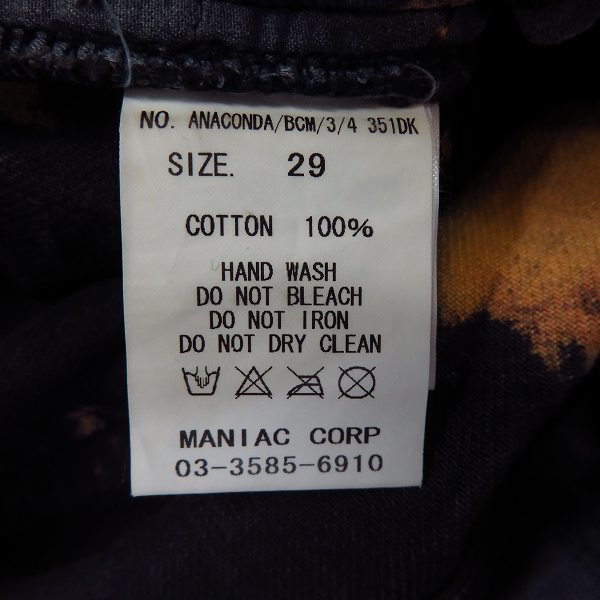 NO. ANACONDA/BCM/3/4 351DK
SIZE. 29
COTTON 100%
HAND WASH
DO NOT BLEACH
DO NOT IRON
DO NOT DRY CLEAN
MANIAC CORP
03-3585-6910